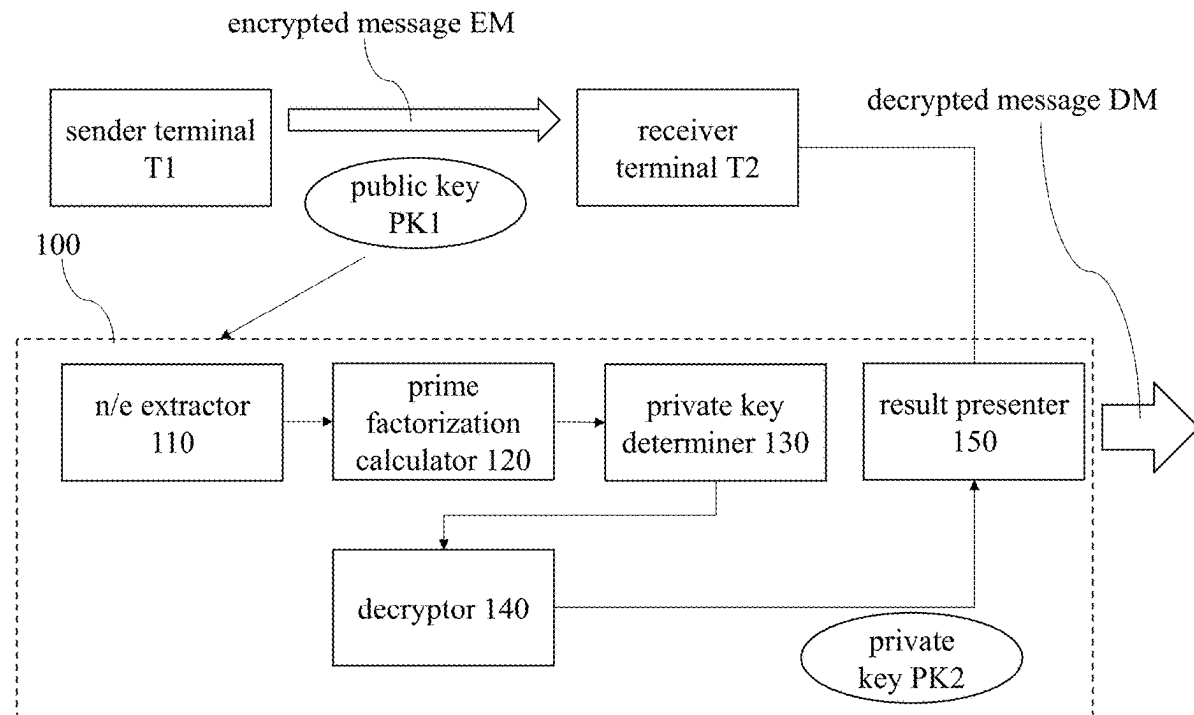 encrypted message EM
sender terminal
T1
receiver
terminal T2
decrypted message DM
public key
PK1
100
n/e extractor
110
prime
factorization
calculator 120
private key
determiner 130
result presenter
150
decryptor 140
private
key PK2